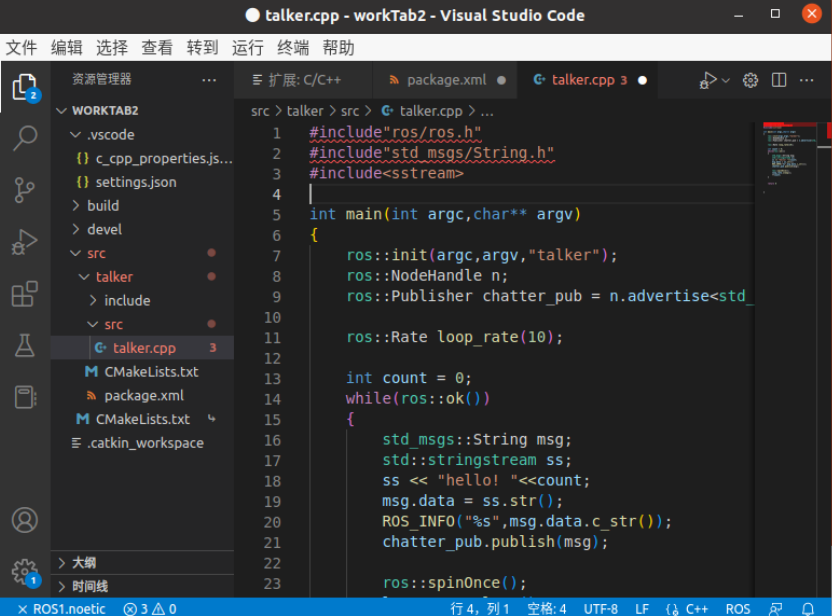 talker.cpp - workTab2 - Visual Studio Code
文件 编辑 选择 查看 转到 运行 终端 帮助
资源管理器 ...
WORKTAB2
.vscode
{} c_cpp_properties.js...
{} settings.json
build
devel
src
talker
include
src
talker.cpp 3
CMakeLists.txt
package.xml
CMakeLists.txt
.catkin_workspace
大纲
时间线
2
1
扩展: C/C++ package.xml talker.cpp 3
src > talker > src > talker.cpp > ...
1 #include"ros/ros.h"
2 #include"std_msgs/String.h"
3 #include<sstream>
4
5 int main(int argc,char** argv)
6 {
7 ros::init(argc,argv,"talker");
8 ros::NodeHandle n;
9 ros::Publisher chatter_pub = n.advertise<std_
10
11 ros::Rate loop_rate(10);
12
13 int count = 0;
14 while(ros::ok())
15 {
16 std_msgs::String msg;
17 std::stringstream ss;
18 ss << "hello! "<<count;
19 msg.data = ss.str();
20 ROS_INFO("%s",msg.data.c_str());
21 chatter_pub.publish(msg);
22
23 ros::spinOnce();
ROS1.noetic 3 0 行 4，列 1 空格: 4 UTF-8 LF {} C++ ROS